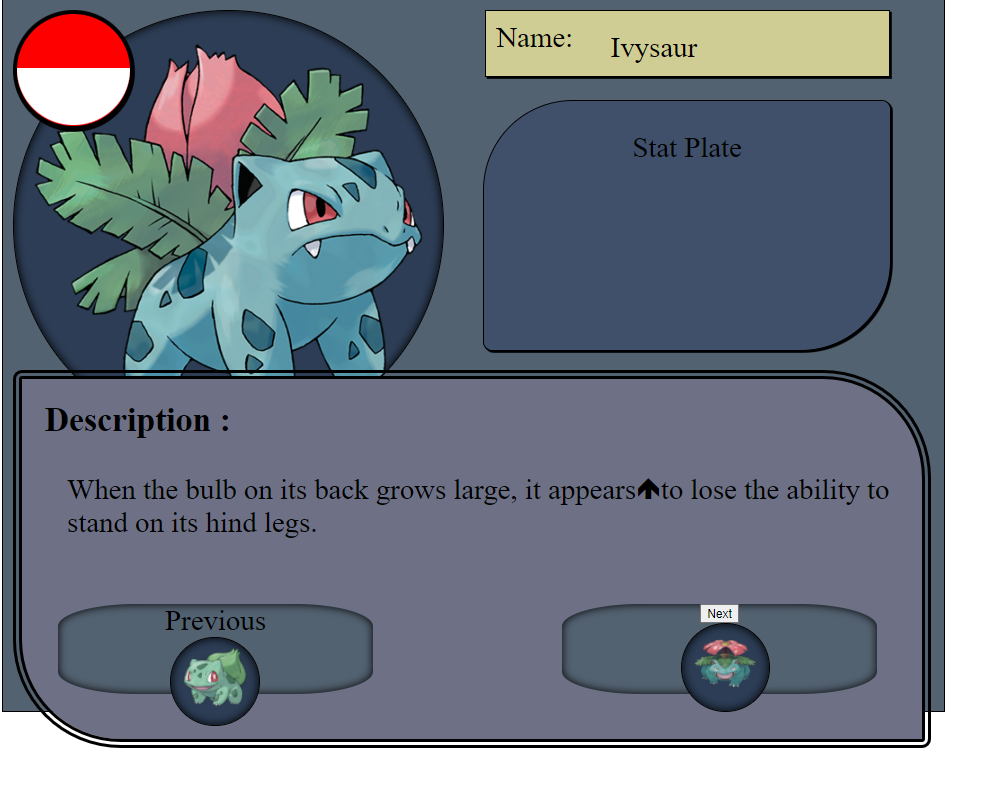 Name: Ivysaur
Stat Plate
Description :
When the bulb on its back grows large, it appears🡅to lose the ability to
stand on its hind legs.
Previous
Next